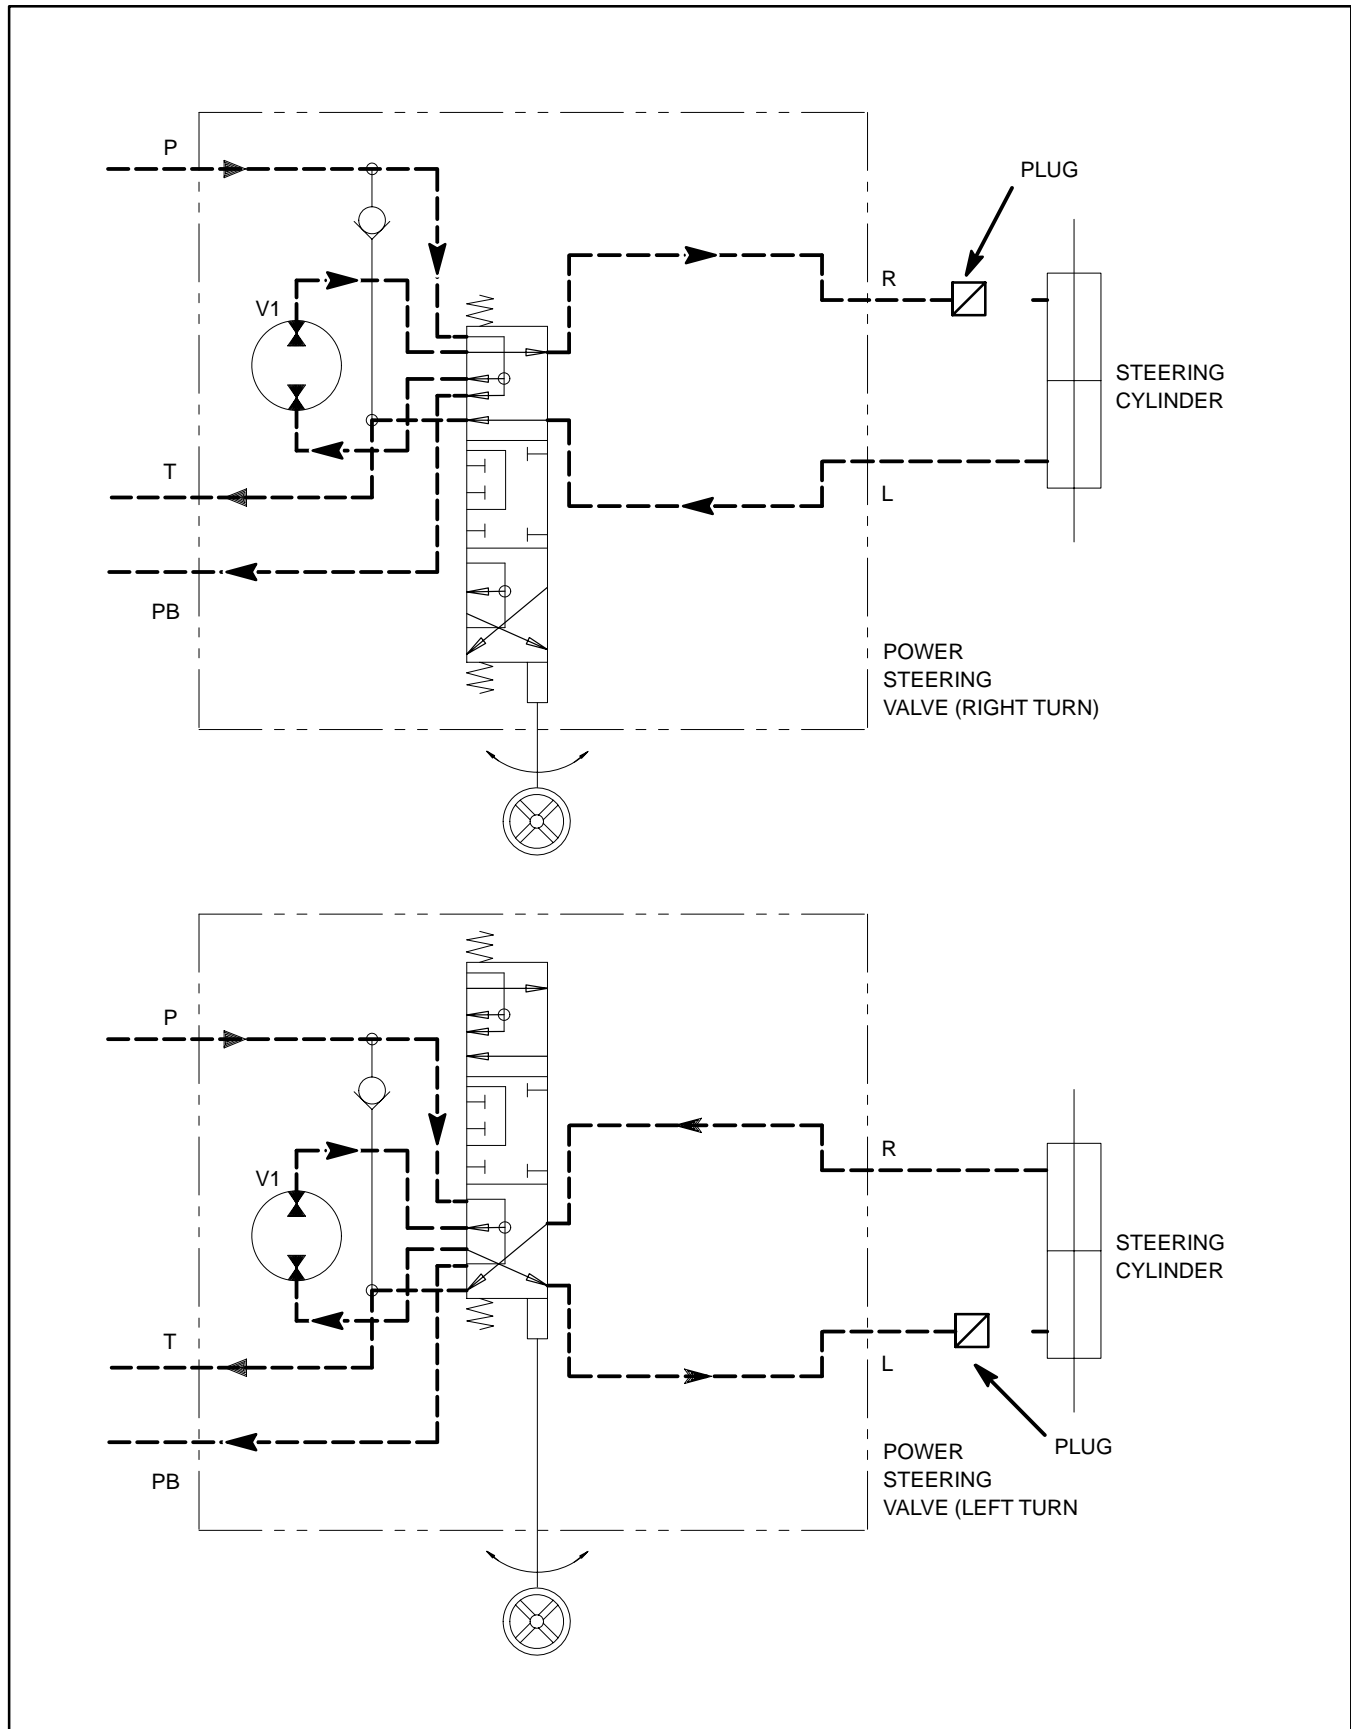 P
PLUG
R
V1
STEERING
CYLINDER
T
L
PB
POWER
STEERING
VALVE (RIGHT TURN)
P
R
V1
STEERING
CYLINDER
T
L
PLUG
POWER
PB
STEERING
VALVE (LEFT TURN